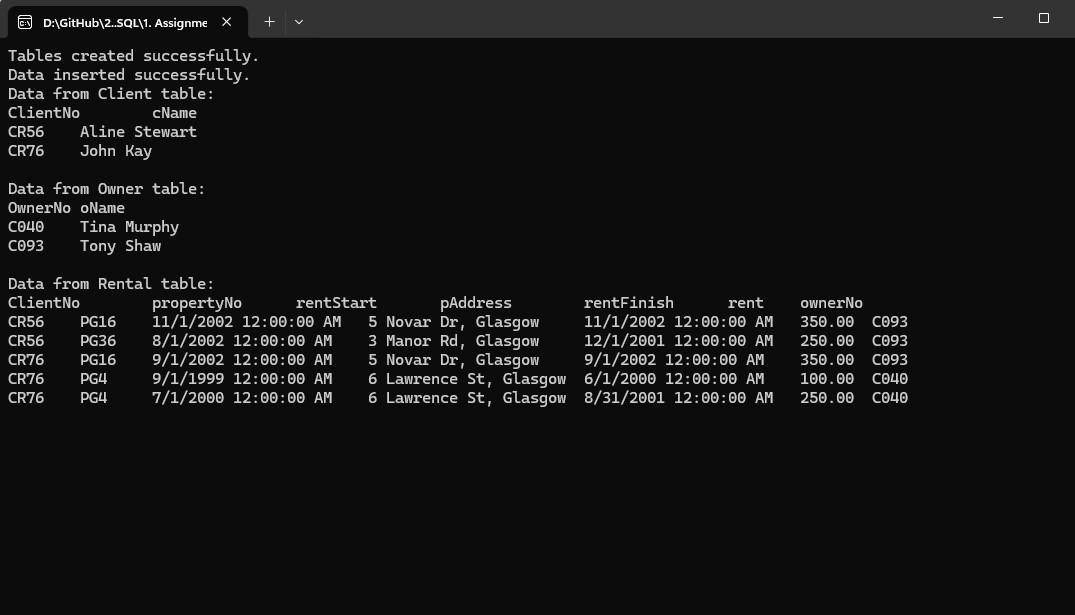 D:\GitHub\2..SQL\1. Assignme
Tables created successfully.
Data inserted successfully.
Data from Client table:
ClientNo        cName
CR56    Aline Stewart
CR76    John Kay

Data from Owner table:
OwnerNo oName
C040    Tina Murphy
C093    Tony Shaw

Data from Rental table:
ClientNo        propertyNo      rentStart       pAddress        rentFinish      rent    ownerNo
CR56    PG16    11/1/2002 12:00:00 AM   5 Novar Dr, Glasgow     11/1/2002 12:00:00 AM   350.00  C093
CR56    PG36    8/1/2002 12:00:00 AM    3 Manor Rd, Glasgow     12/1/2001 12:00:00 AM   250.00  C093
CR76    PG16    9/1/2002 12:00:00 AM    5 Novar Dr, Glasgow     9/1/2002 12:00:00 AM    350.00  C093
CR76    PG4     9/1/1999 12:00:00 AM    6 Lawrence St, Glasgow  6/1/2000 12:00:00 AM    100.00  C040
CR76    PG4     7/1/2000 12:00:00 AM    6 Lawrence St, Glasgow  8/31/2001 12:00:00 AM   250.00  C040